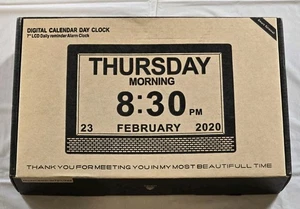 DIGITAL CALENDAR DAY CLOCK
7" LCD Daily reminder Alarm Clock
THURSDAY
MORNING
8:30 PM
23 FEBRUARY 2020
THANK YOU FOR MEETING YOU IN MY MOST BEAUTIFULL TIME